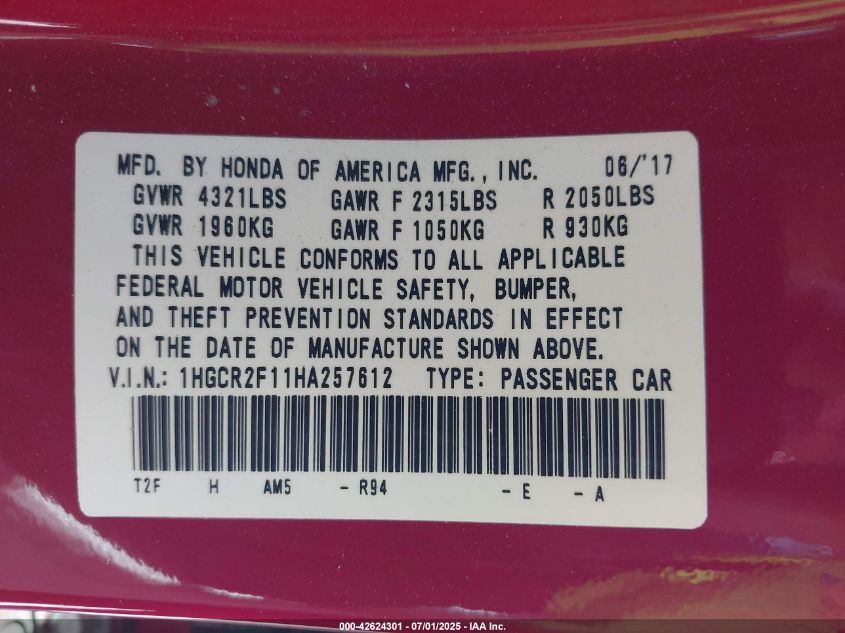 MFD. BY HONDA OF AMERICA MFG., INC. 06/'17
GVWR 4321LBS GAWR F 2315LBS R 2050LBS
GVWR 1960KG GAWR F 1050KG R 930KG
THIS VEHICLE CONFORMS TO ALL APPLICABLE
FEDERAL MOTOR VEHICLE SAFETY, BUMPER,
AND THEFT PREVENTION STANDARDS IN EFFECT
ON THE DATE OF MANUFACTURE SHOWN ABOVE.
V.I.N.: 1HGCR2F11HA257612 TYPE: PASSENGER CAR
T2F H AM5 - R94 - E - A
000-42624301 - 07/01/2025 - IAA Inc.